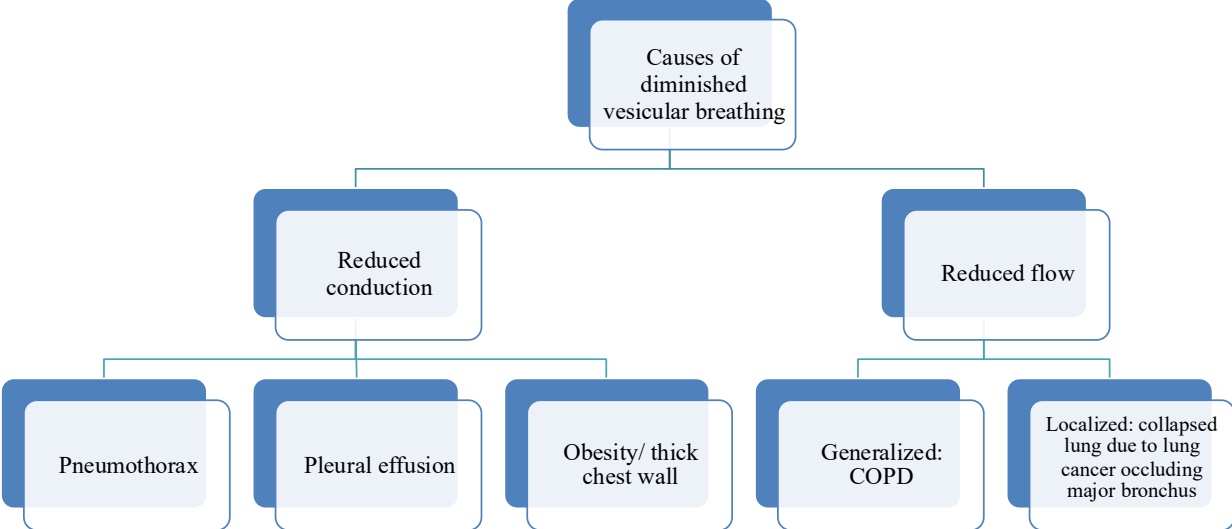 Causes of
diminished
vesicular breathing
Reduced
conduction
Reduced flow
Pneumothorax
Pleural effusion
Obesity/ thick
chest wall
Generalized:
COPD
Localized: collapsed
lung due to lung
cancer occluding
major bronchus